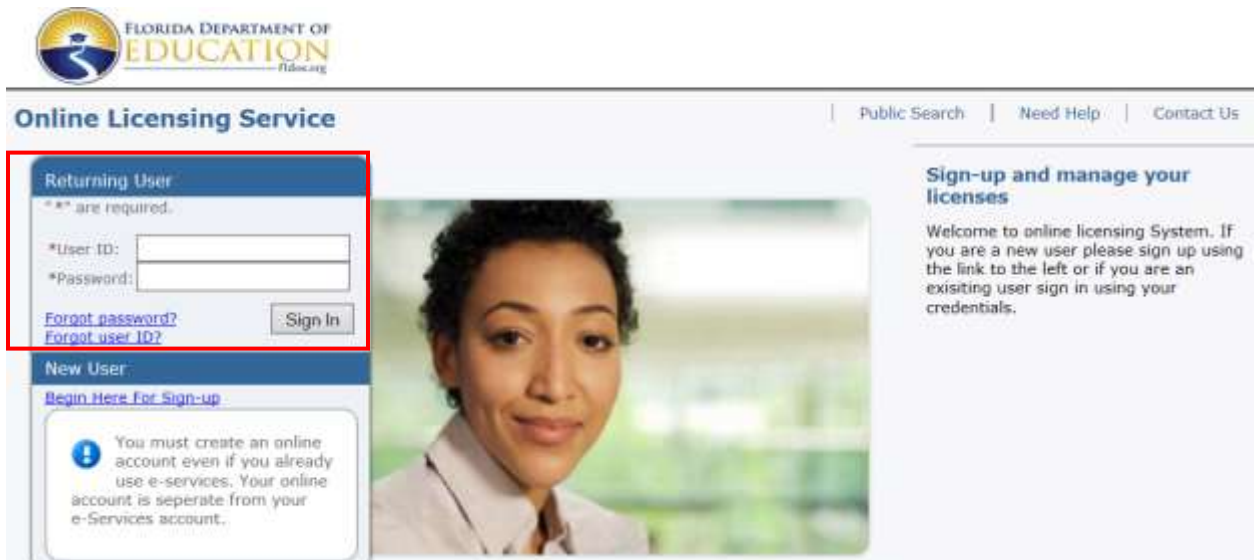 FLORIDA DEPARTMENT OF
EDUCATION
fldoe.org
Online Licensing Service
| Public Search | Need Help | Contact Us
Returning User
"*" are required.
*User ID:
*Password:
Forgot password?
Sign In
Forgot user ID?
New User
Begin Here For Sign-up
You must create an online
account even if you already
use e-services. Your online
account is seperate from your
e-Services account.
Sign-up and manage your
licenses
Welcome to online licensing System. If
you are a new user please sign up using
the link to the left or if you are an
exisiting user sign in using your
credentials.